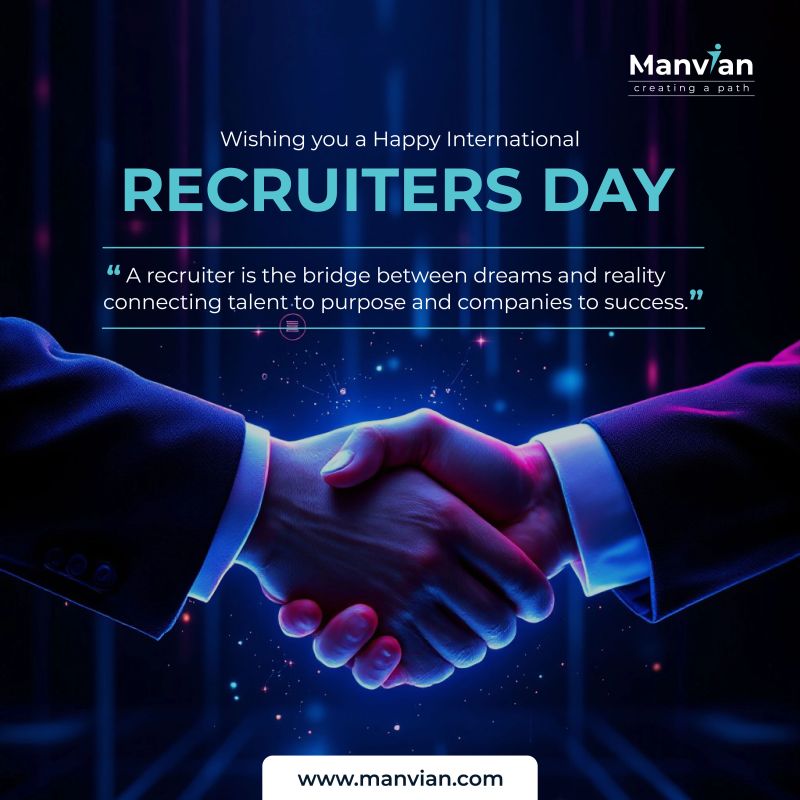 Manvian
creating a path
Wishing you a Happy International
RECRUITERS DAY
“ A recruiter is the bridge between dreams and reality
connecting talent to purpose and companies to success.”
www.manvian.com